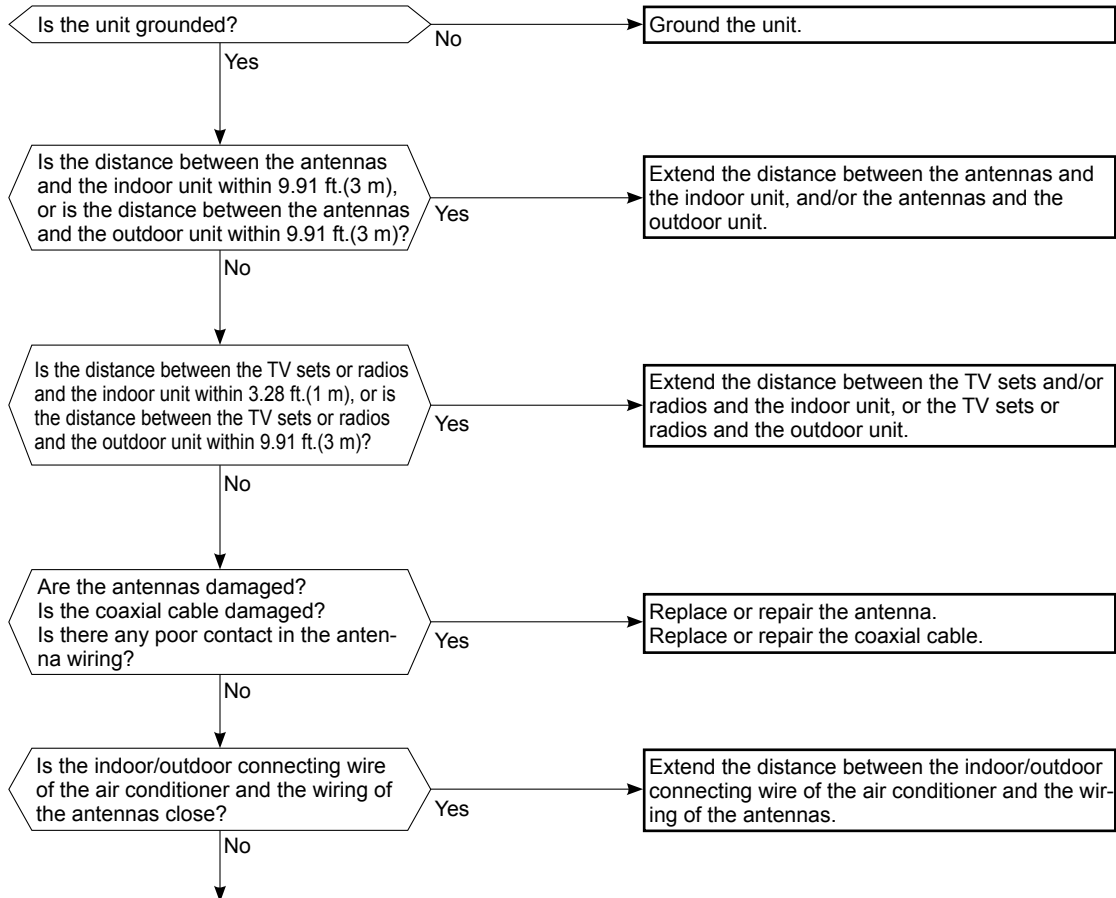 Is the unit grounded?
No
Ground the unit.
Yes
Is the distance between the antennas
and the indoor unit within 9.91 ft.(3 m),
or is the distance between the antennas
and the outdoor unit within 9.91 ft.(3 m)?
Yes
Extend the distance between the antennas and
the indoor unit, and/or the antennas and the
outdoor unit.
No
Is the distance between the TV sets or radios
and the indoor unit within 3.28 ft.(1 m), or is
the distance between the TV sets or radios
and the outdoor unit within 9.91 ft.(3 m)?
Yes
Extend the distance between the TV sets and/or
radios and the indoor unit, or the TV sets or
radios and the outdoor unit.
No
Are the antennas damaged?
Is the coaxial cable damaged?
Is there any poor contact in the anten-
na wiring?
Yes
Replace or repair the antenna.
Replace or repair the coaxial cable.
No
Is the indoor/outdoor connecting wire
of the air conditioner and the wiring of
the antennas close?
Yes
Extend the distance between the indoor/outdoor
connecting wire of the air conditioner and the wir-
ing of the antennas.
No